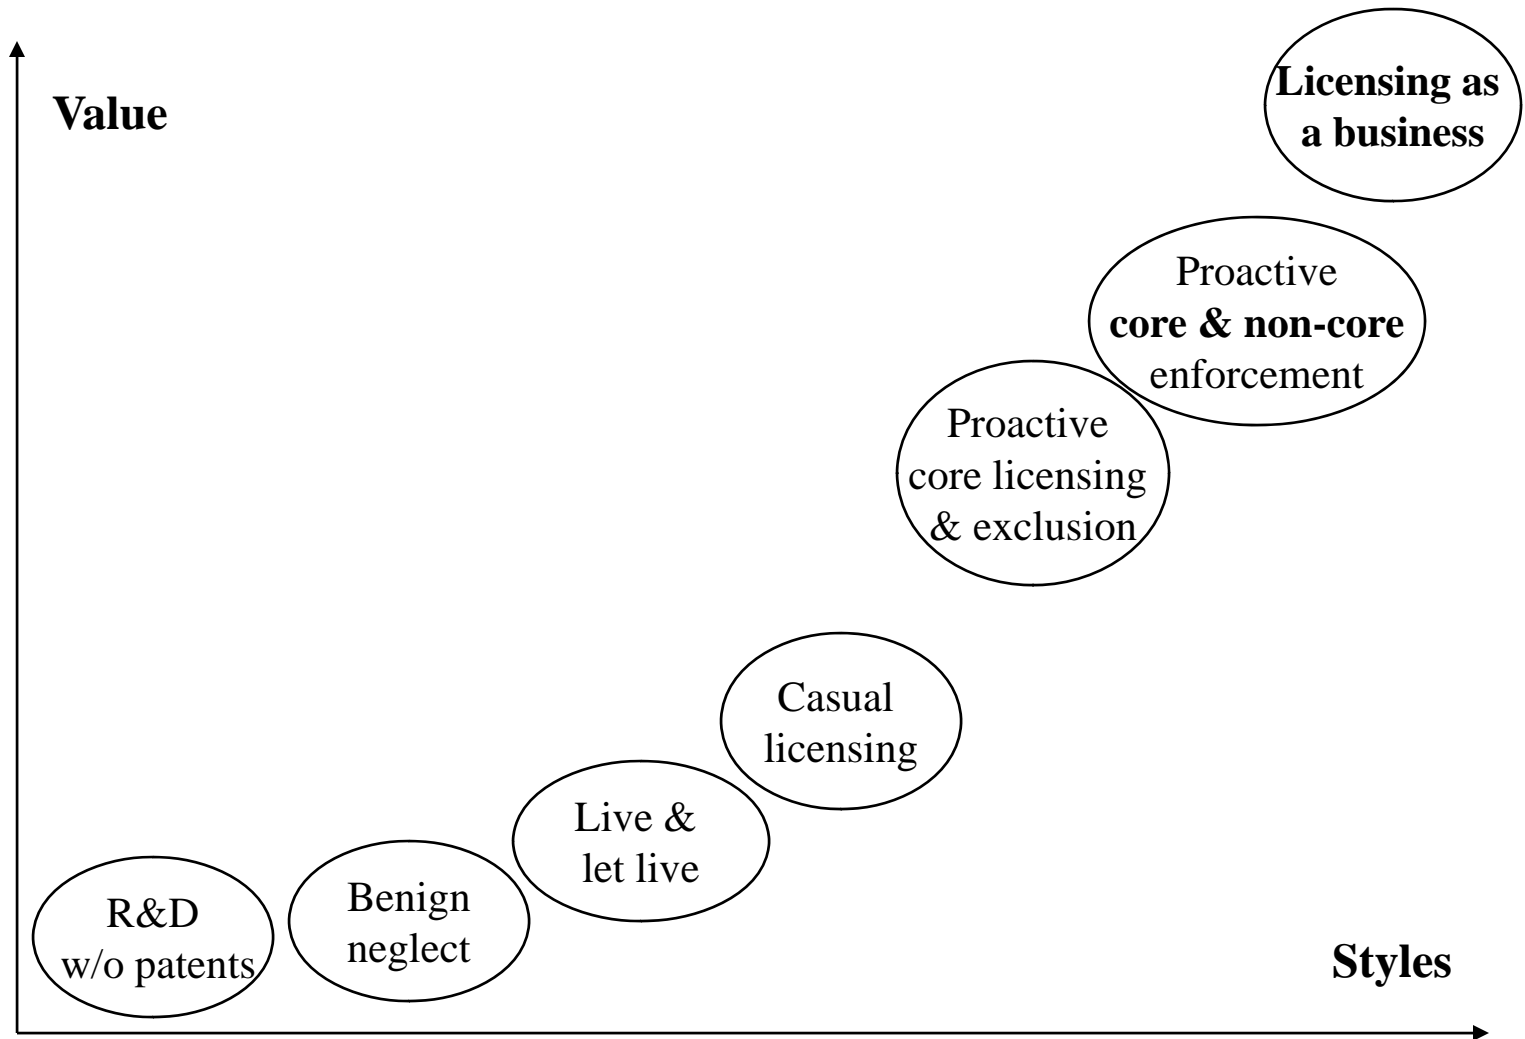 Value
Licensing as
a business
Proactive
core & non-core
enforcement
Proactive
core licensing
& exclusion
Casual
licensing
Live &
let live
Benign
neglect
R&D
w/o patents
Styles